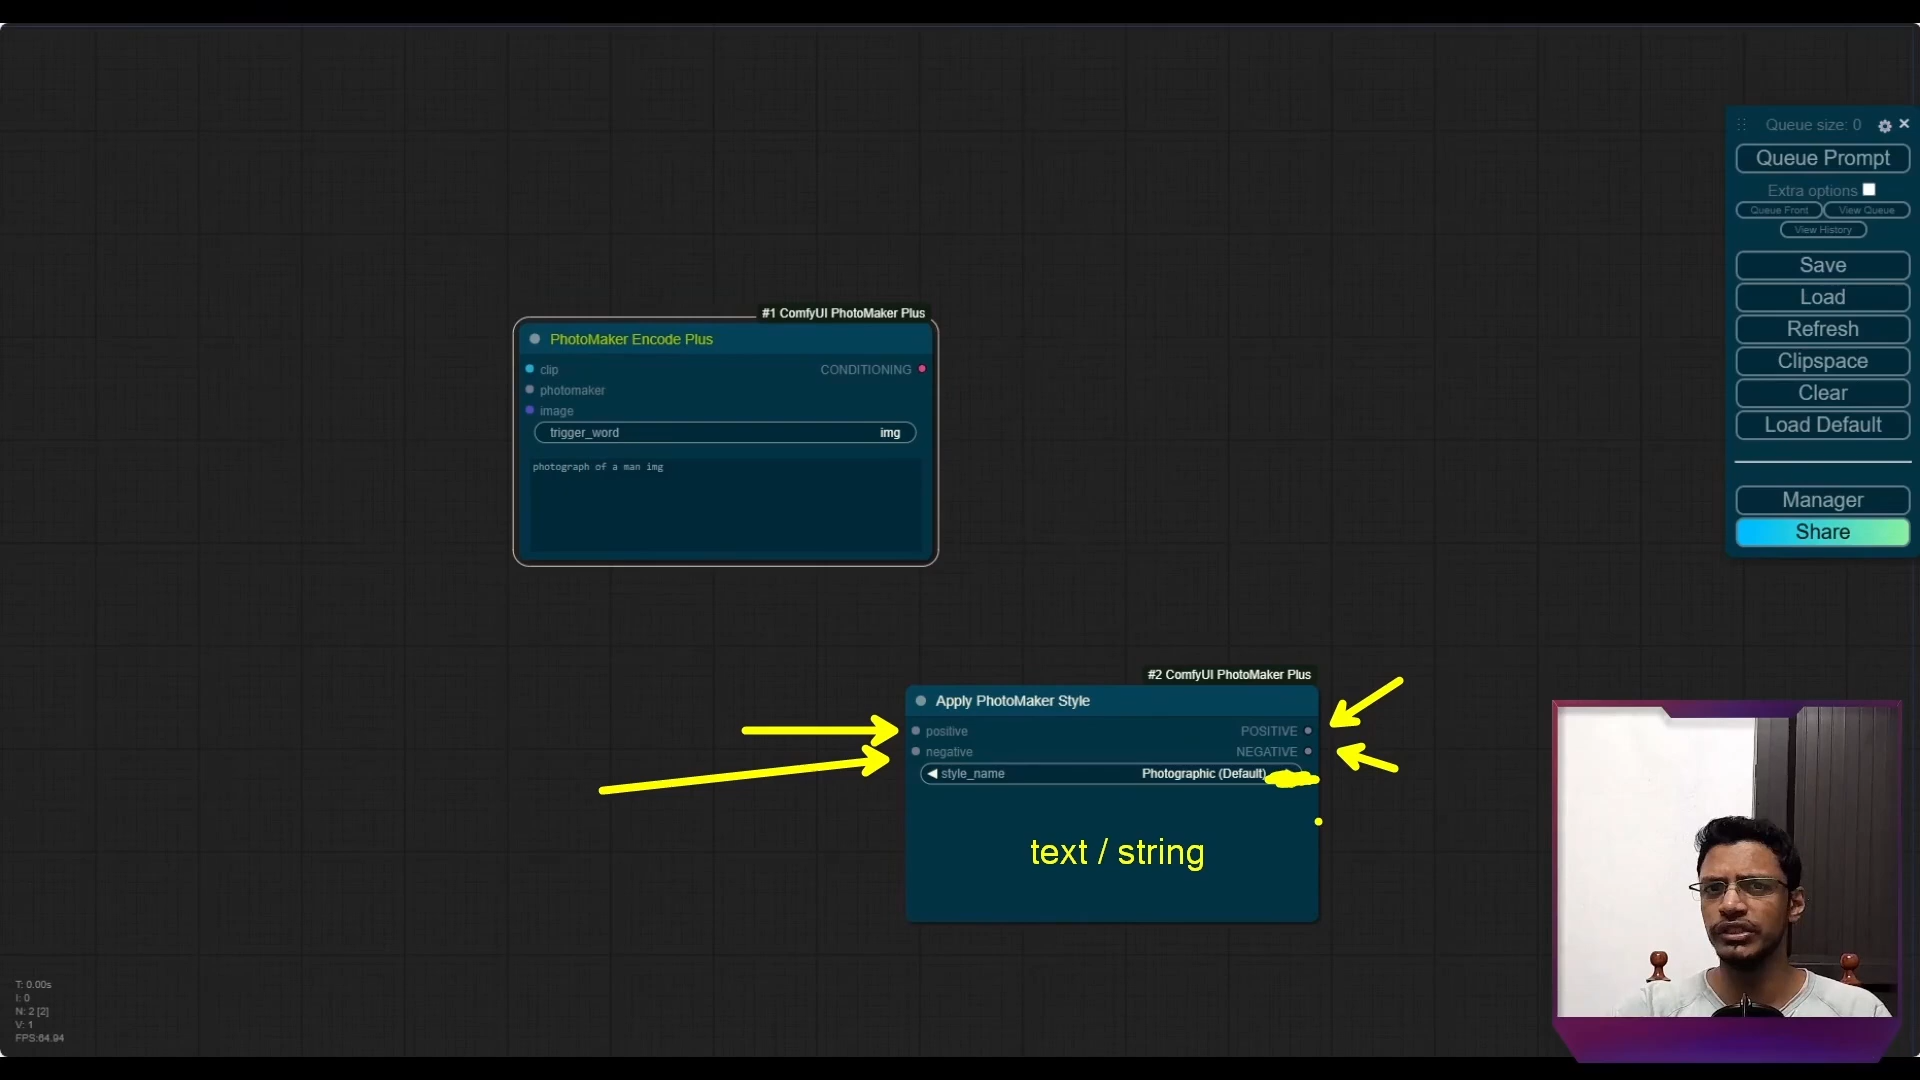 Queue size: 0
Queue Prompt
Extra options
Queue Front View Queue
View History
Save
Load
Refresh
Clipspace
Clear
Load Default
Manager
Share
#1 ComfyUI PhotoMaker Plus
PhotoMaker Encode Plus
clip CONDITIONING
photomaker
image
trigger_word img
photograph of a man img
#2 ComfyUI PhotoMaker Plus
Apply PhotoMaker Style
positive POSITIVE
negative NEGATIVE
style_name Photographic (Default)
text / string
T: 0.00s
I: 0
N: 2 [2]
V: 1
FPS:64.94